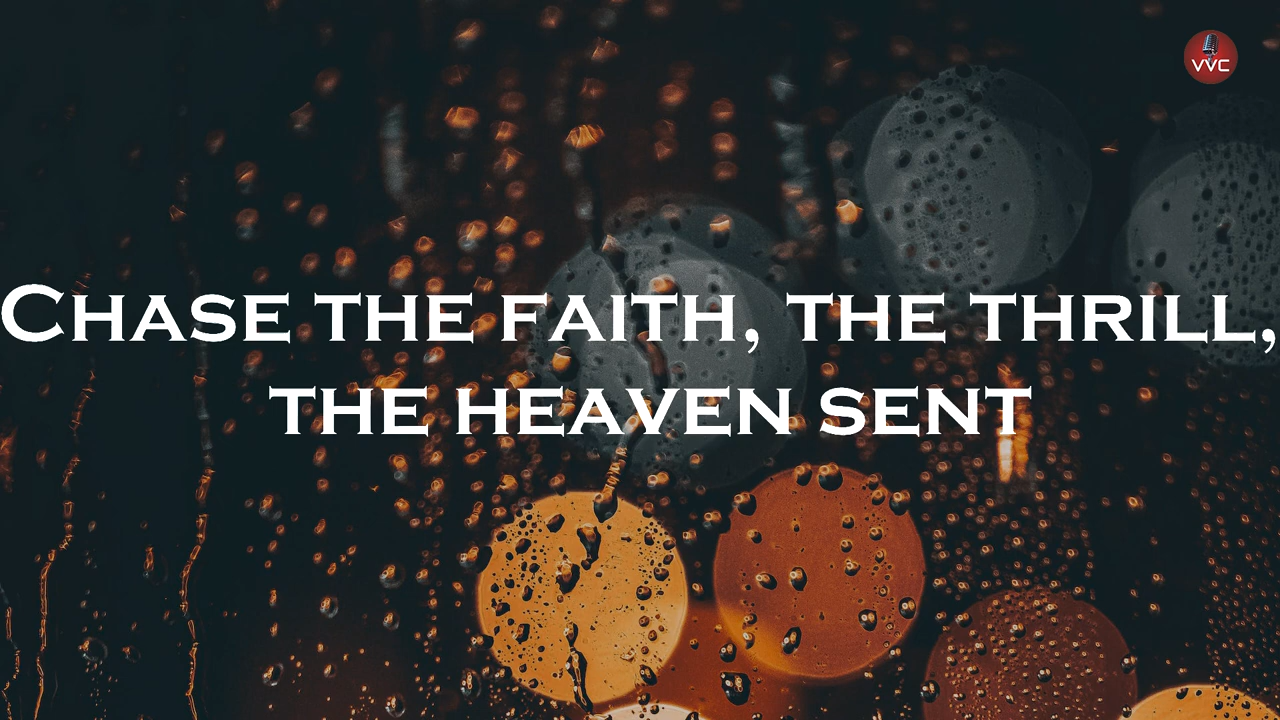 VVC
CHASE THE FAITH, THE THRILL,
THE HEAVEN SENT